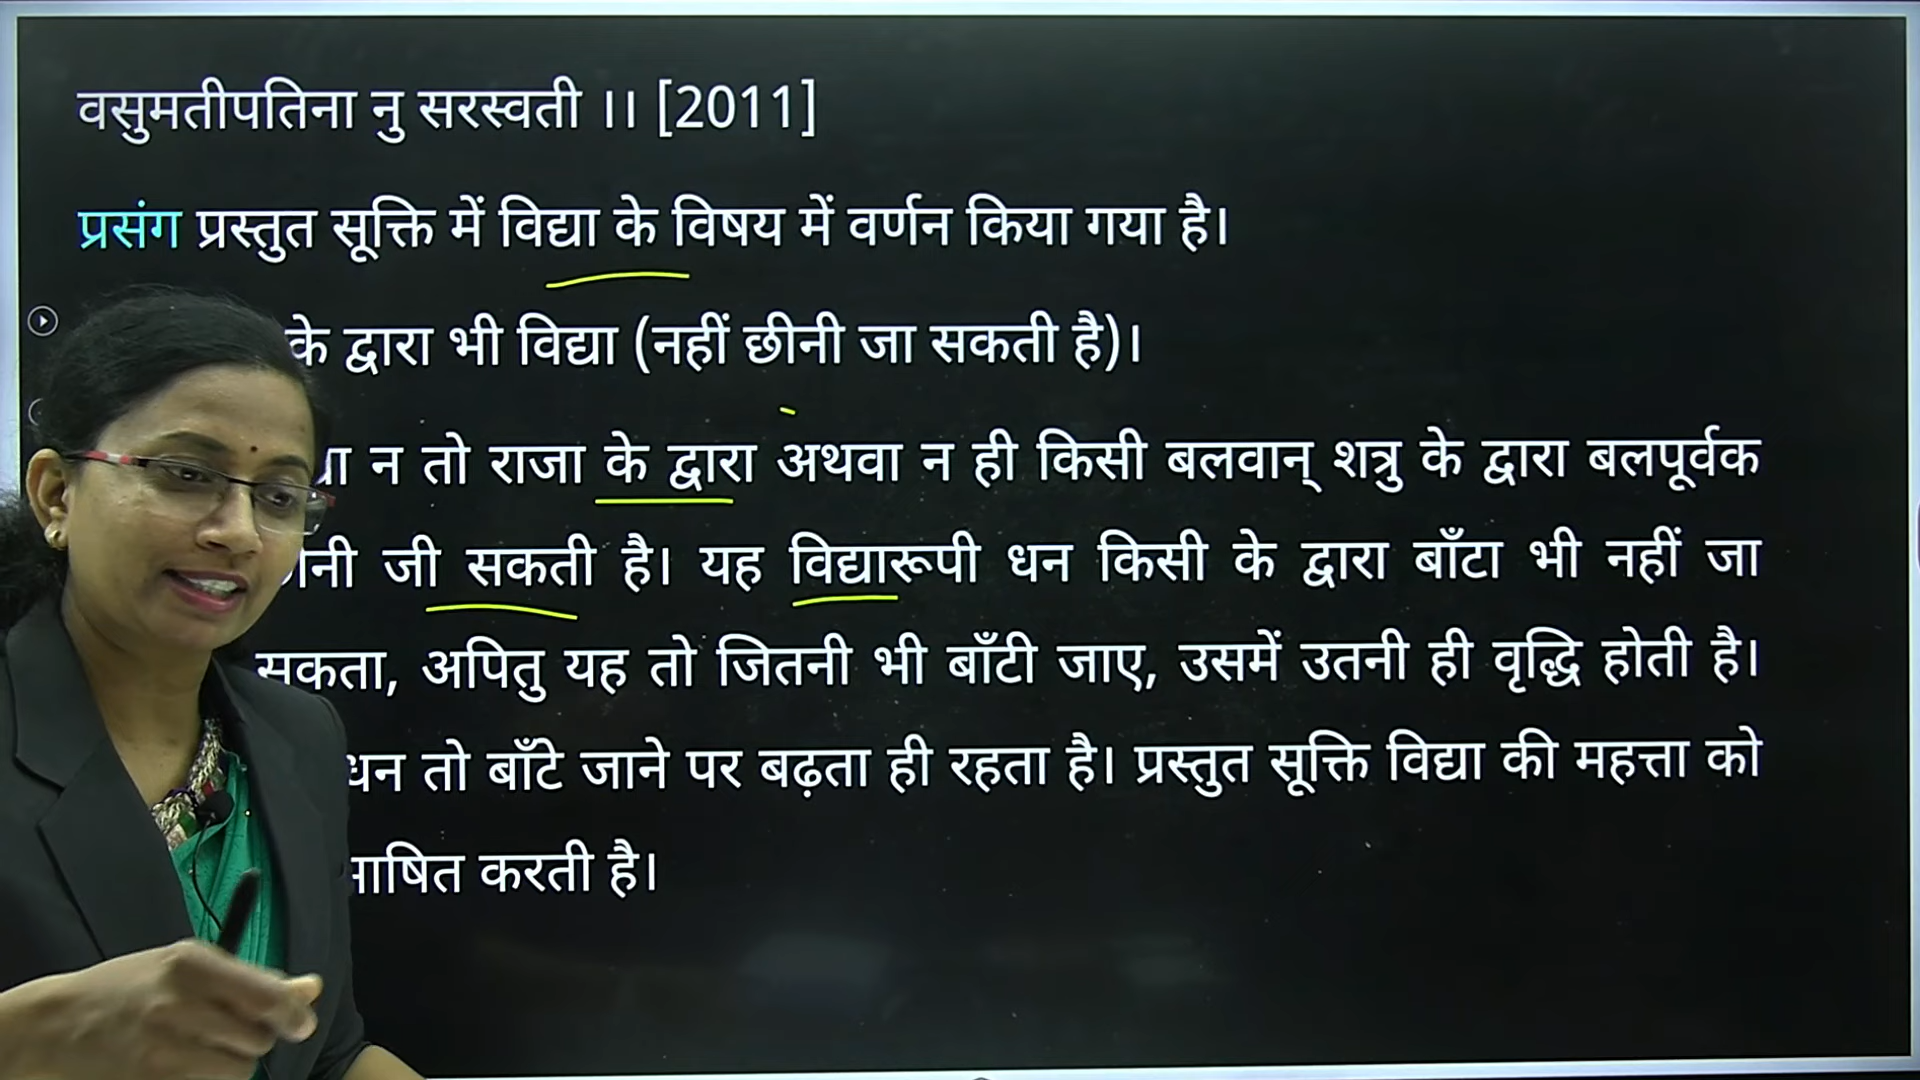 वसुमतीपतिना नु सरस्वती ।। [2011]
प्रसंग प्रस्तुत सूक्ति में विद्या के विषय में वर्णन किया गया है।
के द्वारा भी विद्या (नहीं छीनी जा सकती है)।
न तो राजा के द्वारा अथवा न ही किसी बलवान् शत्रु के द्वारा बलपूर्वक
जी सकती है। यह विद्यारूपी धन किसी के द्वारा बाँटा भी नहीं जा
सकता, अपितु यह तो जितनी भी बाँटी जाए, उसमें उतनी ही वृद्धि होती है।
धन तो बाँटे जाने पर बढ़ता ही रहता है। प्रस्तुत सूक्ति विद्या की महत्ता को
करती है।